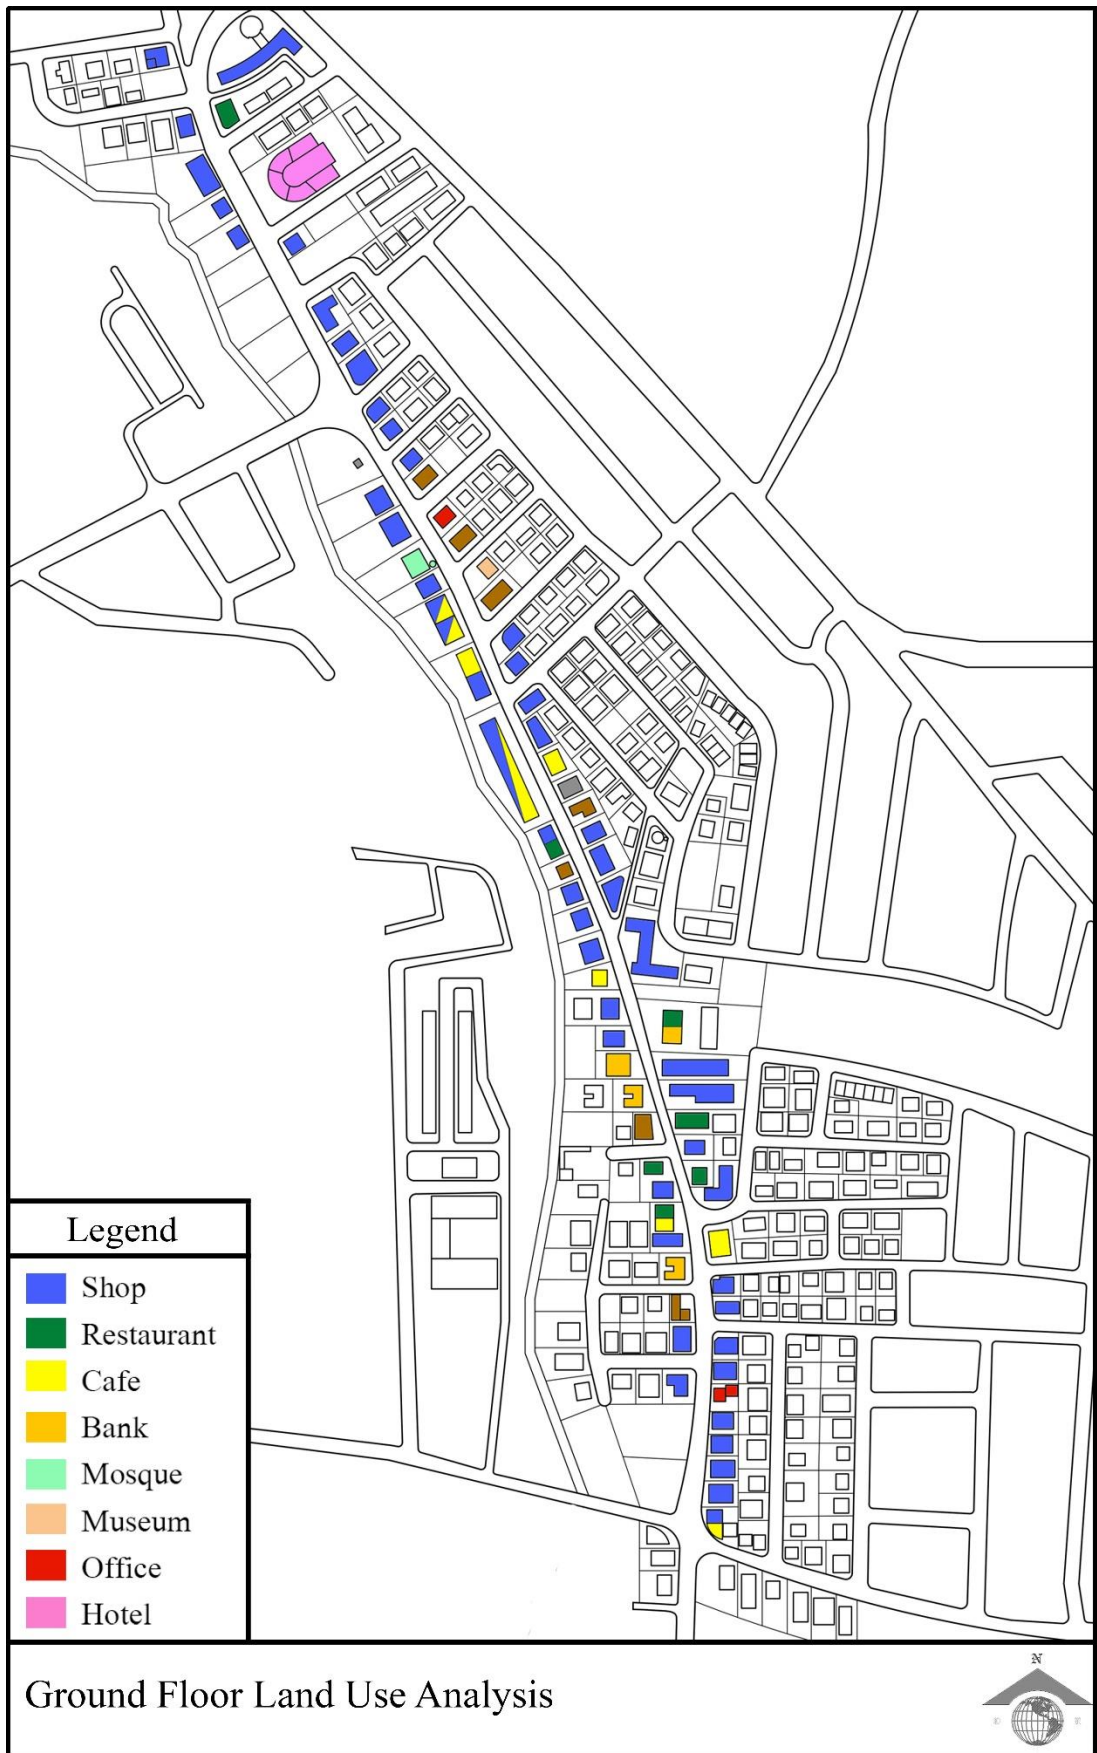 Legend
Shop
Restaurant
Cafe
Bank
Mosque
Museum
Office
Hotel
Ground Floor Land Use Analysis
N